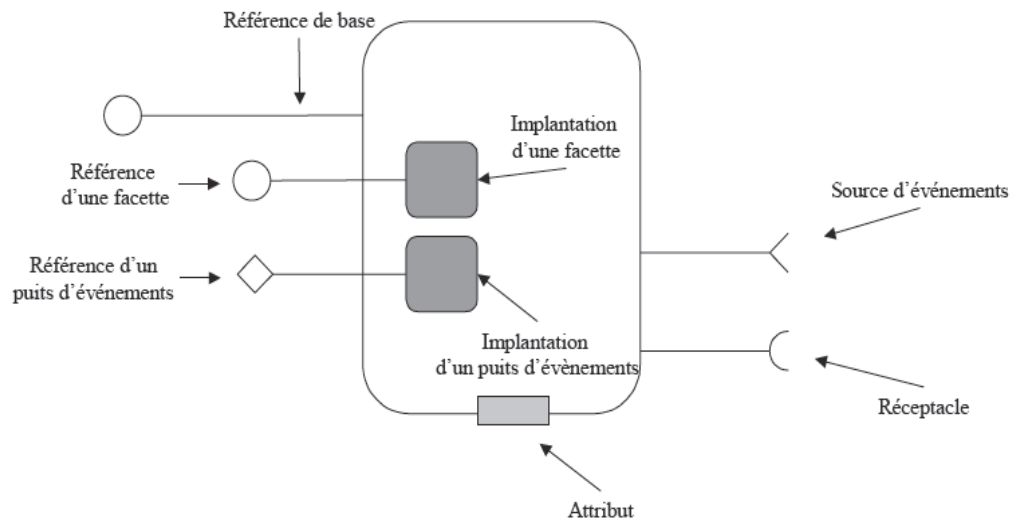 Référence de base
Implantation
d’une facette
Référence
d’une facette
Source d’événements
Référence d’un
puits d’événements
Implantation
d’un puits d’évènements
Réceptacle
Attribut